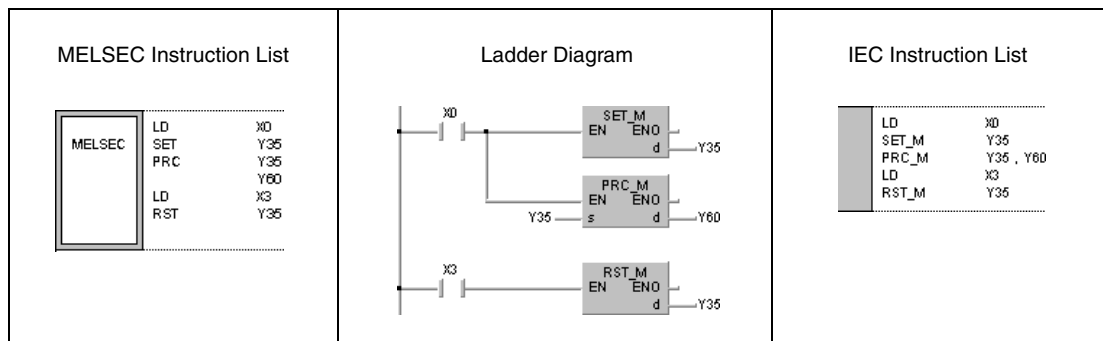 MELSEC Instruction List
MELSEC
LD X0
SET Y35
PRC Y35
Y60
LD X3
RST Y35
Ladder Diagram
X0
SET_M
EN ENO
d Y35
PRC_M
EN ENO
Y35 s d Y60
X3
RST_M
EN ENO
d Y35
IEC Instruction List
LD X0
SET_M Y35
PRC_M Y35 , Y60
LD X3
RST_M Y35